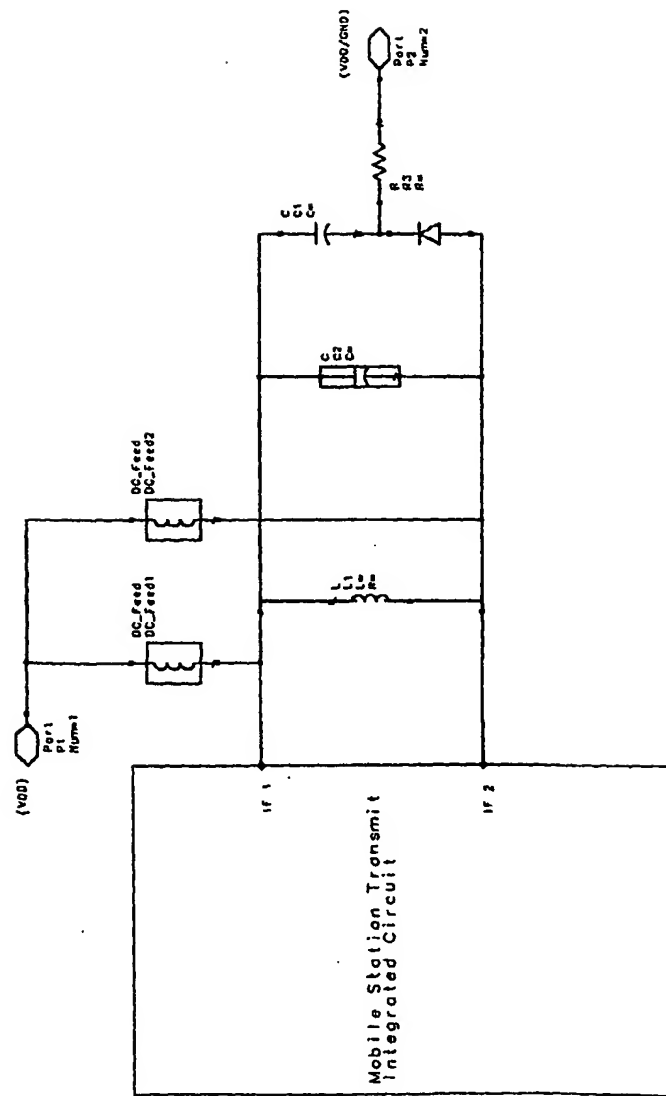 (VDD)
Port
P1
Num=1
DC_Feed
DC_Feed1
DC_Feed
DC_Feed2
(VDD/GND)
Port
P2
Num=2
R
R3
R=
C
C1
C=
C
C2
C=
L
L1
L=
R=
IF 1
IF 2
Mobile Station Transmit
Integrated Circuit